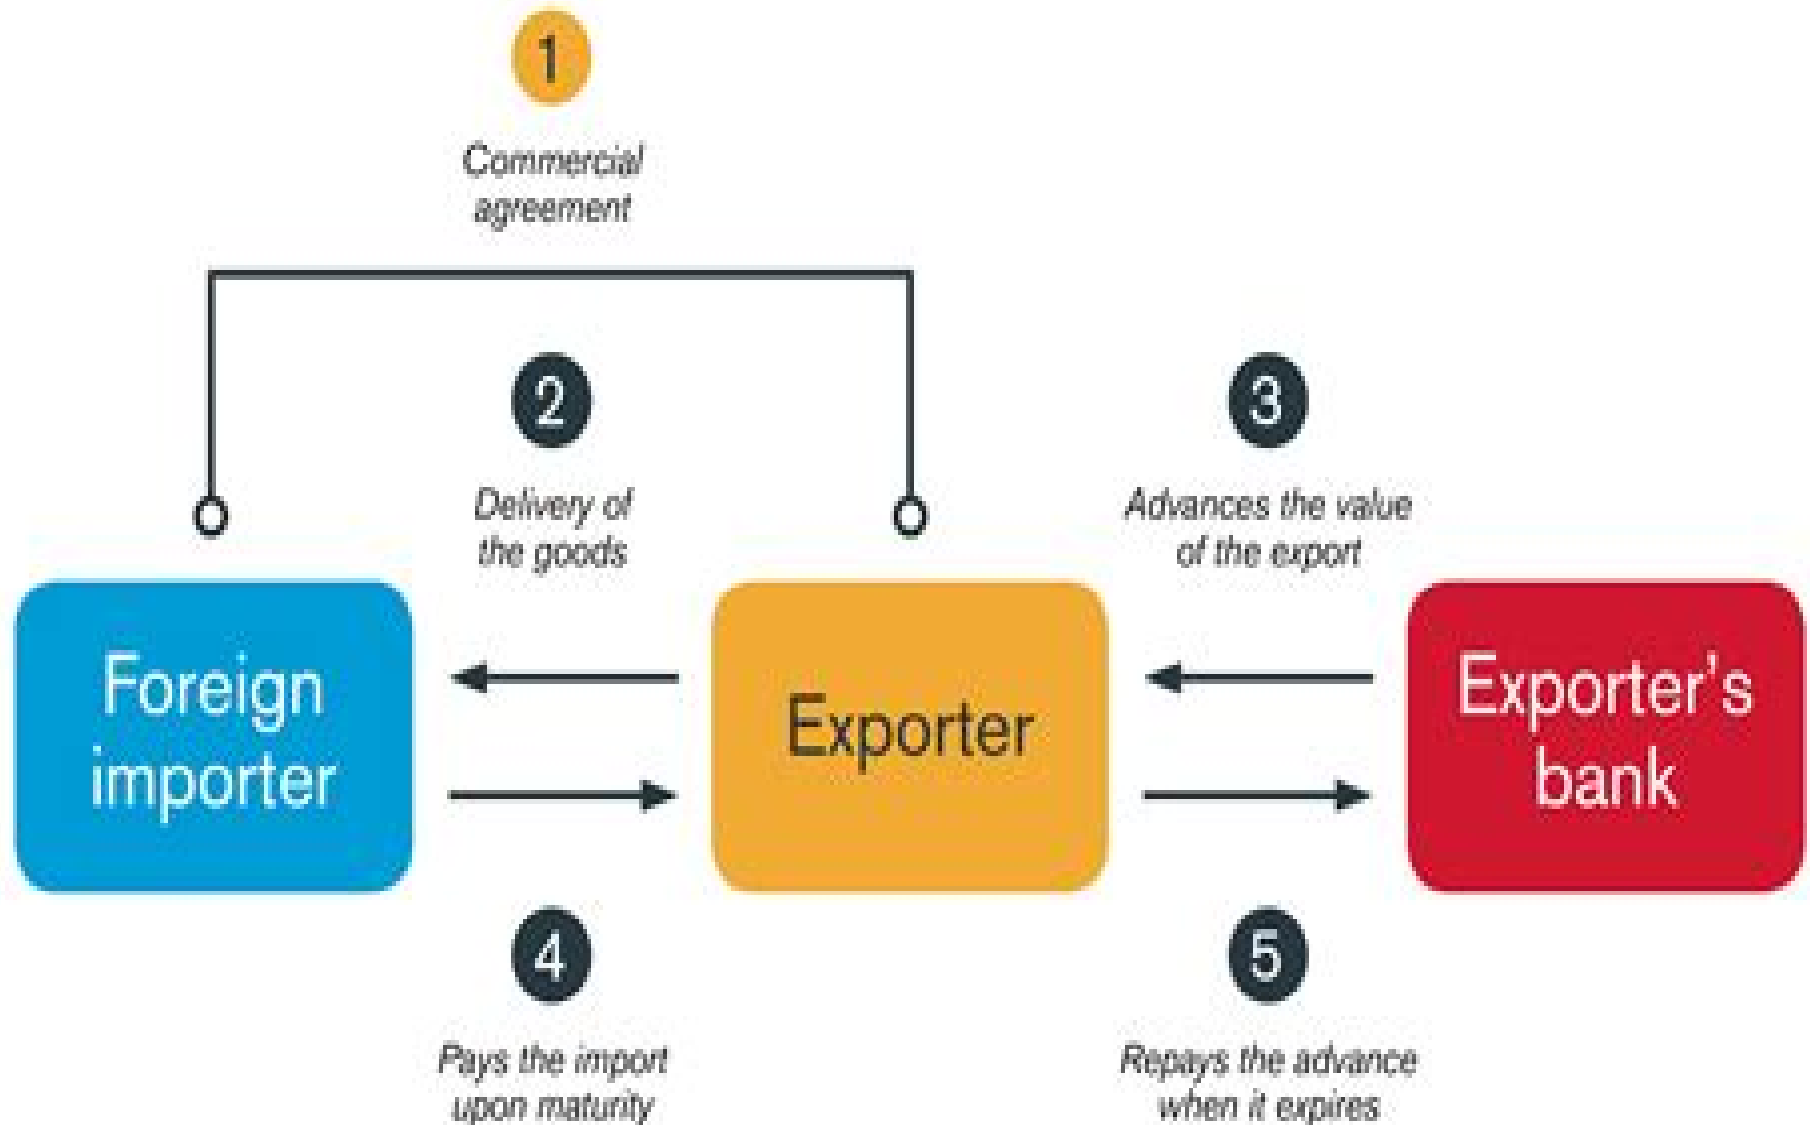 1
Commercial
agreement
2
Delivery of
the goods
3
Advances the value
of the export
Foreign
importer
Exporter
Exporter's
bank
4
Pays the import
upon maturity
5
Repays the advance
when it expires